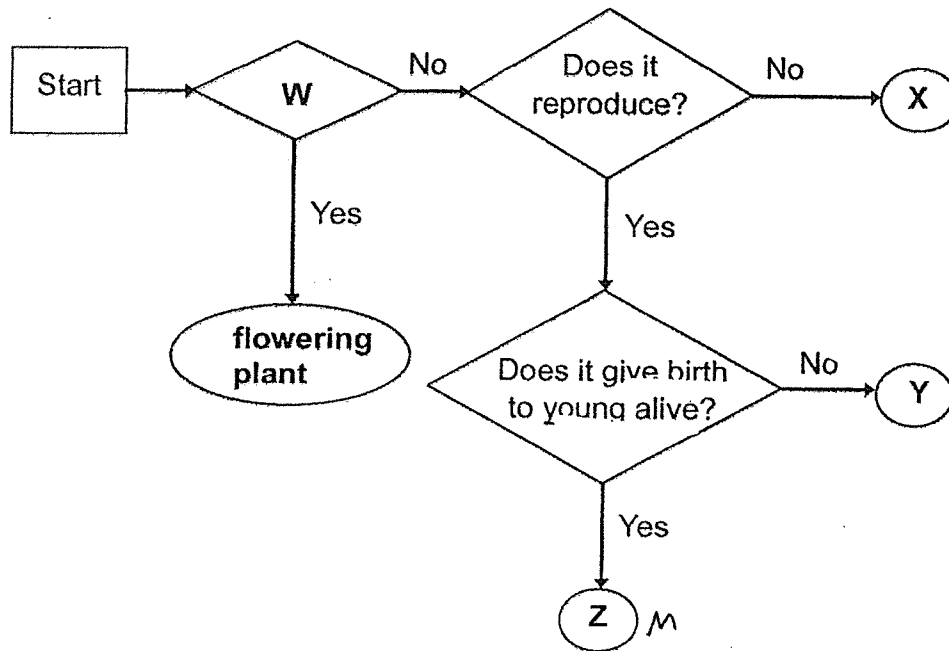 Start
W
No
Does it
reproduce?
No
X
Yes
Yes
flowering
plant
Does it give birth
to young alive?
No
Y
Yes
Z M